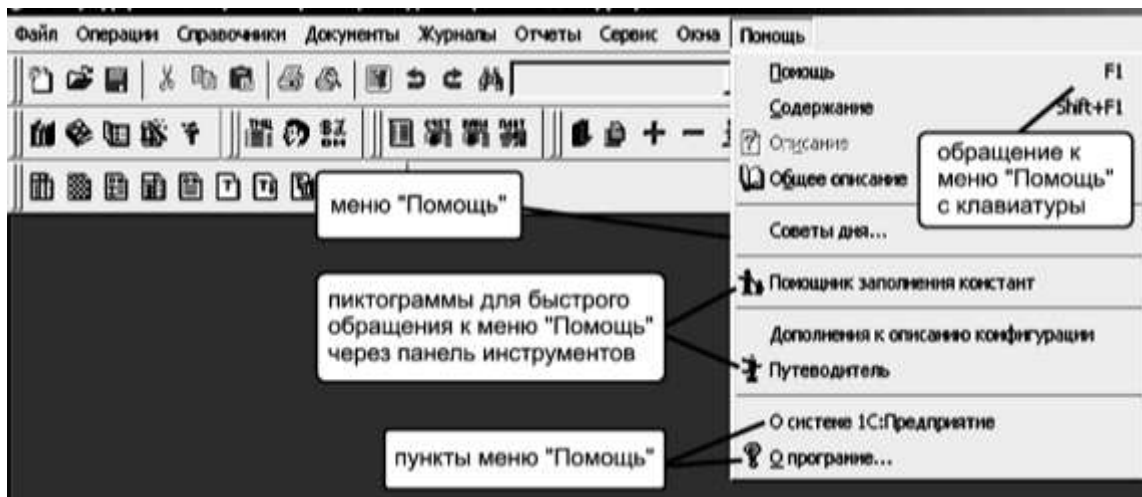 Файл Операции Справочники Документы Журналы Отчеты Сервис Окна Помощь
Помощь F1
Содержание Shift+F1
Описание
Общее описание
обращение к
меню "Помощь"
с клавиатуры
меню "Помощь"
Советы дня...
Помощник заполнения констант
пиктограммы для быстрого
обращения к меню "Помощь"
через панель инструментов
Дополнения к описанию конфигурации
Путеводитель
О системе 1С:Предприятие
пункты меню "Помощь"
О программе...